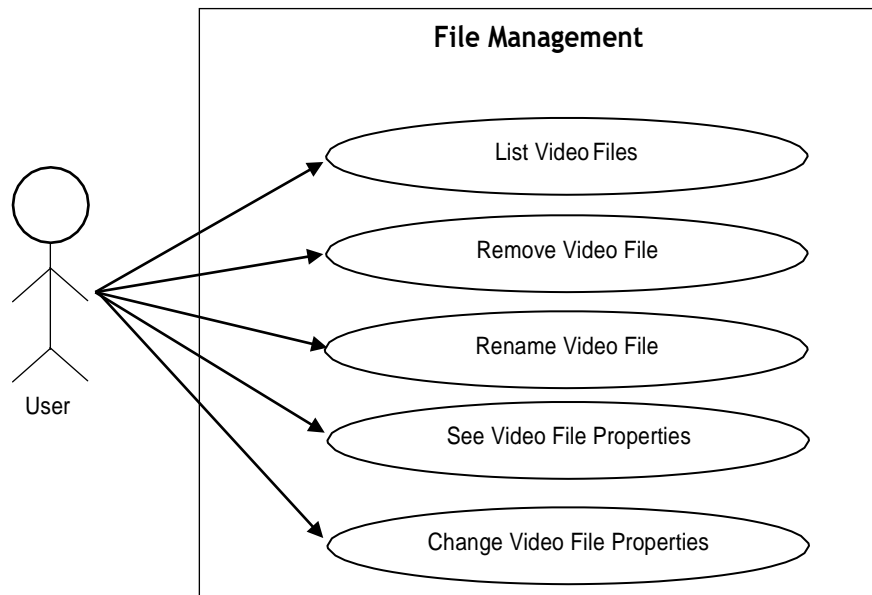 File Management
List Video Files
Remove Video File
Rename Video File
See Video File Properties
Change Video File Properties
User